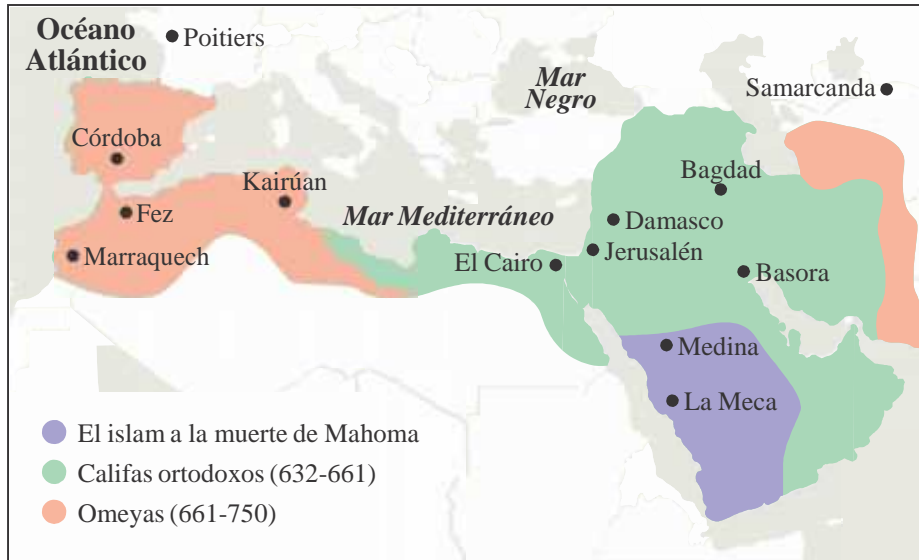 Océano
Atlántico
Poitiers
Mar
Negro
Samarcanda
Córdoba
Bagdad
Kairúan
Fez
Mar Mediterráneo
Damasco
Marraquech
El Cairo
Jerusalén
Basora
Medina
La Meca
El islam a la muerte de Mahoma
Califas ortodoxos (632-661)
Omeyas (661-750)